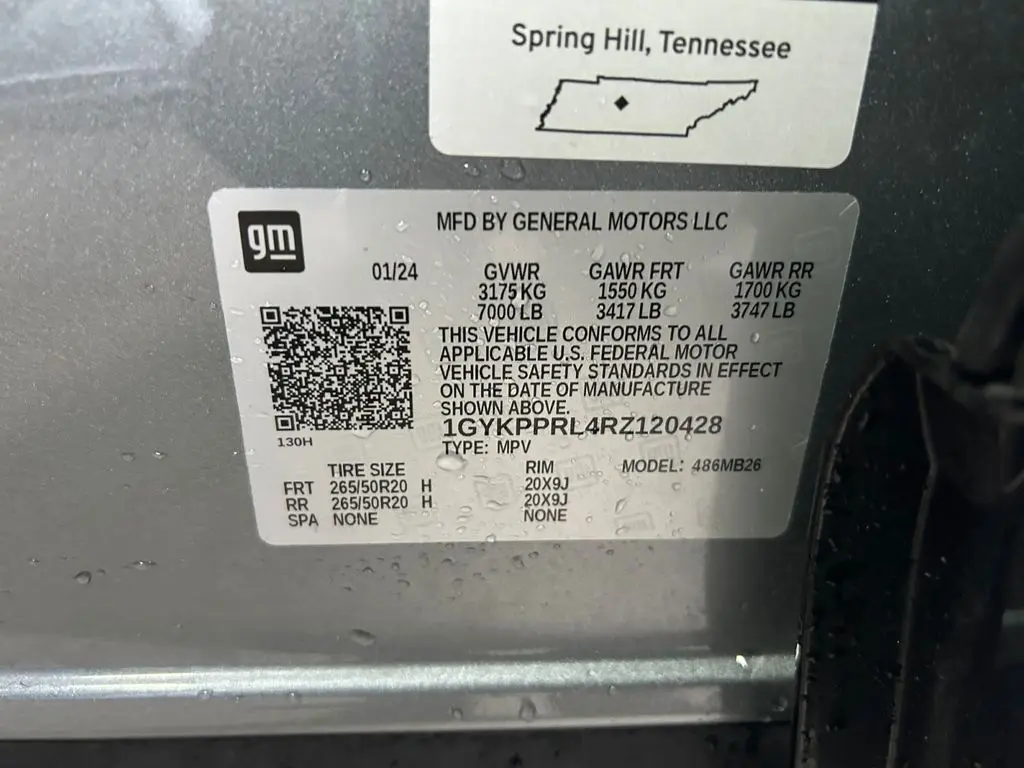 Spring Hill, Tennessee
gm
MFD BY GENERAL MOTORS LLC
01/24 GVWR GAWR FRT GAWR RR
3175 KG 1550 KG 1700 KG
7000 LB 3417 LB 3747 LB
THIS VEHICLE CONFORMS TO ALL
APPLICABLE U.S. FEDERAL MOTOR
VEHICLE SAFETY STANDARDS IN EFFECT
ON THE DATE OF MANUFACTURE
SHOWN ABOVE.
1GYKPPRL4RZ120428
130H
TYPE: MPV
TIRE SIZE RIM MODEL: 486MB26
FRT 265/50R20 H 20X9J
RR 265/50R20 H 20X9J
SPA NONE NONE